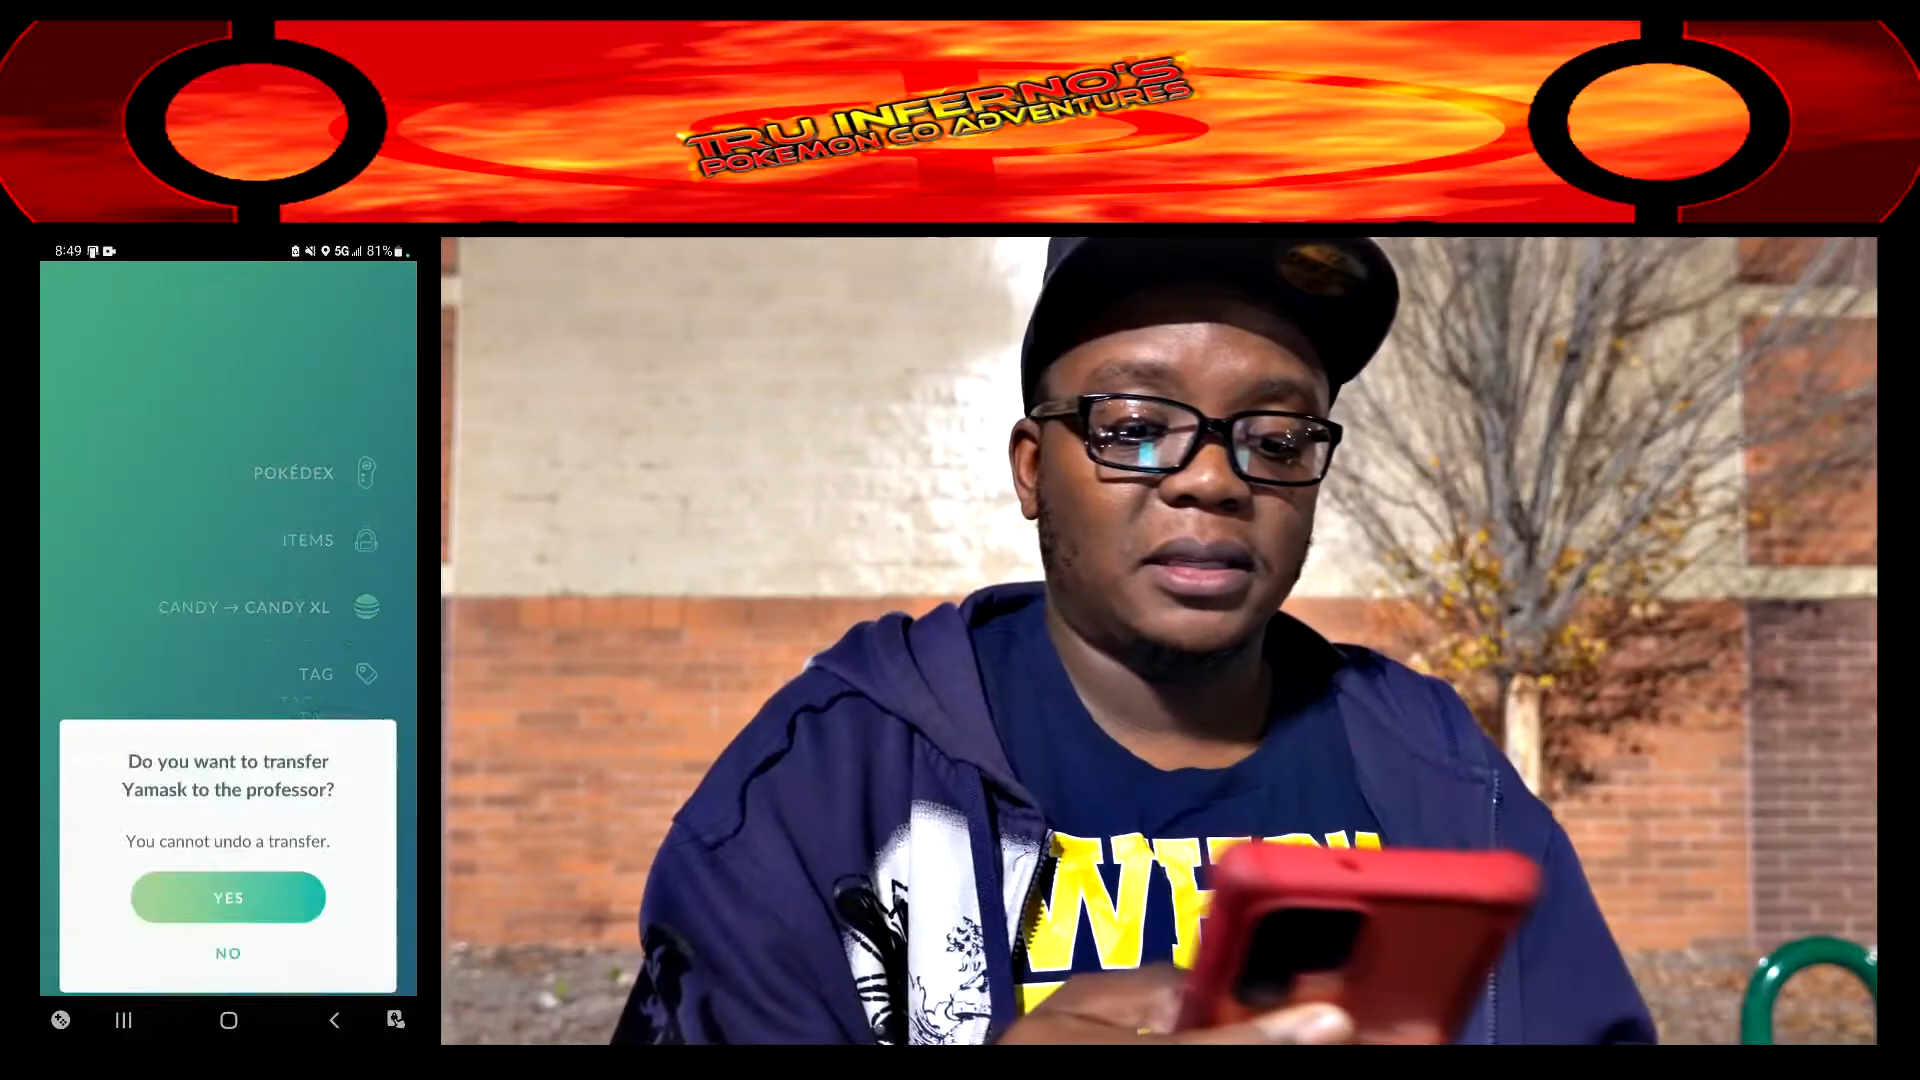 TRU INFERNO'S
POKEMON GO ADVENTURES
8:49
5G 81%
POKÉDEX
ITEMS
CANDY → CANDY XL
TAG
Do you want to transfer
Yamask to the professor?
You cannot undo a transfer.
YES
NO